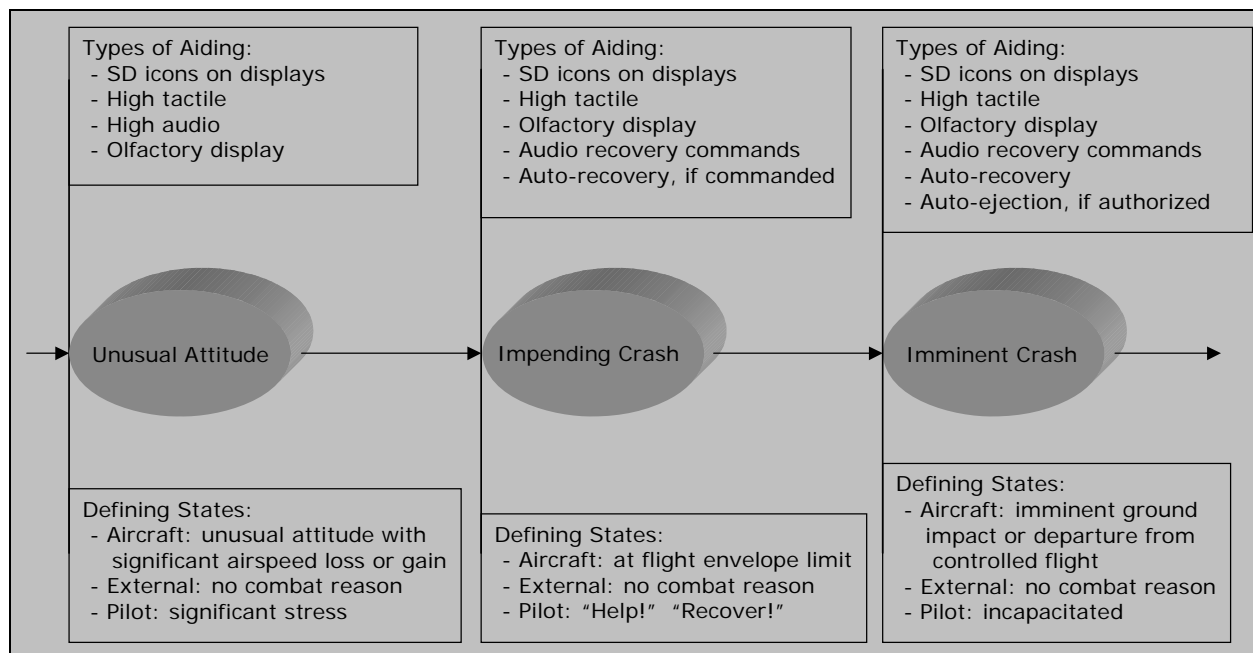 Types of Aiding:
- SD icons on displays
- High tactile
- High audio
- Olfactory display
Types of Aiding:
- SD icons on displays
- High tactile
- Olfactory display
- Audio recovery commands
- Auto-recovery, if commanded
Types of Aiding:
- SD icons on displays
- High tactile
- Olfactory display
- Audio recovery commands
- Auto-recovery
- Auto-ejection, if authorized
Unusual Attitude
Impending Crash
Imminent Crash
Defining States:
- Aircraft: unusual attitude with
significant airspeed loss or gain
- External: no combat reason
- Pilot: significant stress
Defining States:
- Aircraft: at flight envelope limit
- External: no combat reason
- Pilot: “Help!” “Recover!”
Defining States:
- Aircraft: imminent ground
impact or departure from
controlled flight
- External: no combat reason
- Pilot: incapacitated